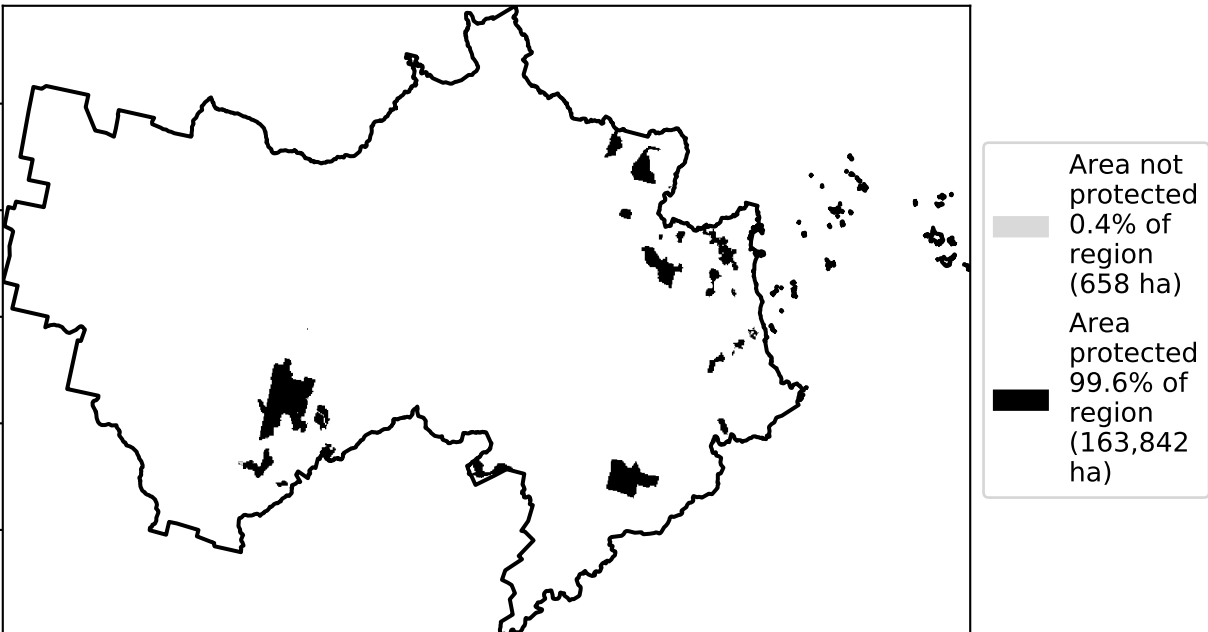 Area not
protected
0.4% of
region
(658 ha)
Area
protected
99.6% of
region
(163,842
ha)